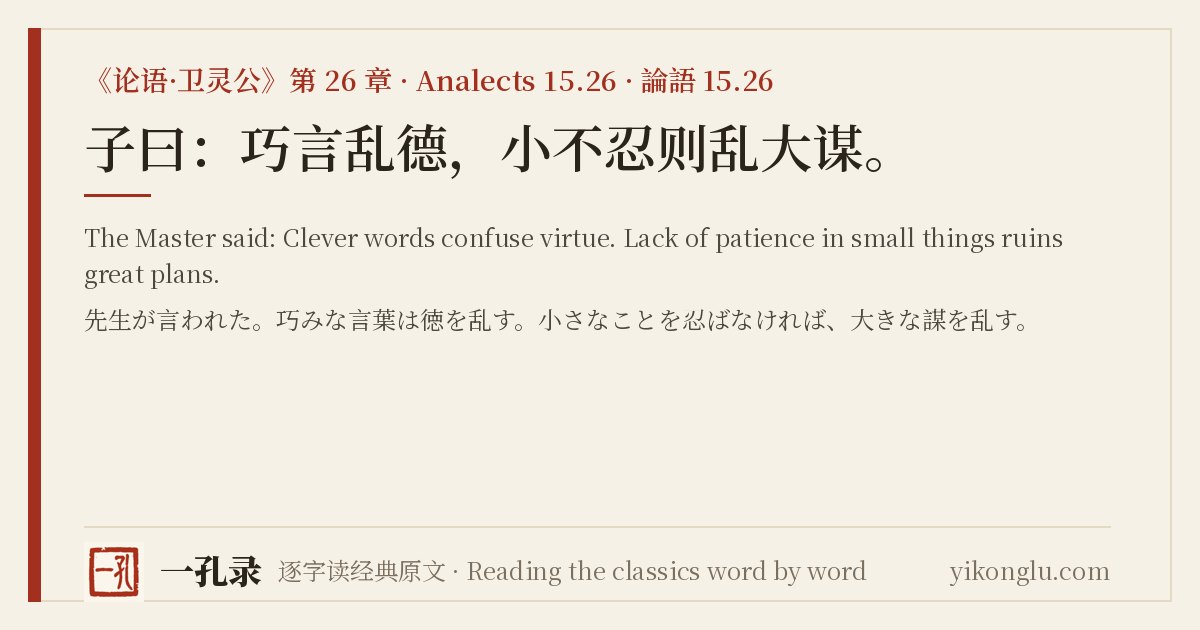 《论语·卫灵公》第 26 章 · Analects 15.26 · 論語 15.26
子曰：巧言乱德，小不忍则乱大谋。
The Master said: Clever words confuse virtue. Lack of patience in small things ruins
great plans.
先生が言われた。巧みな言葉は徳を乱す。小さなことを忍ばなければ、大きな謀を乱す。
一孔
一孔录 逐字读经典原文 · Reading the classics word by word yikonglu.com